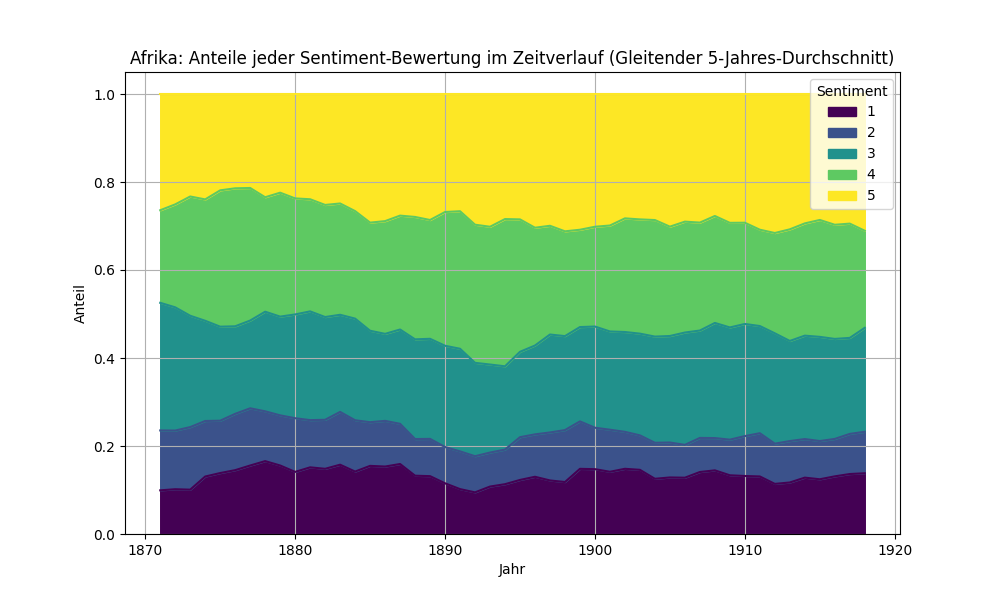 Afrika: Anteile jeder Sentiment-Bewertung im Zeitverlauf (Gleitender 5-Jahres-Durchschnitt)
Sentiment
1
2
3
4
5
1.0
0.8
0.6
0.4
0.2
0.0
Anteil
1870 1880 1890 1900 1910 1920
Jahr